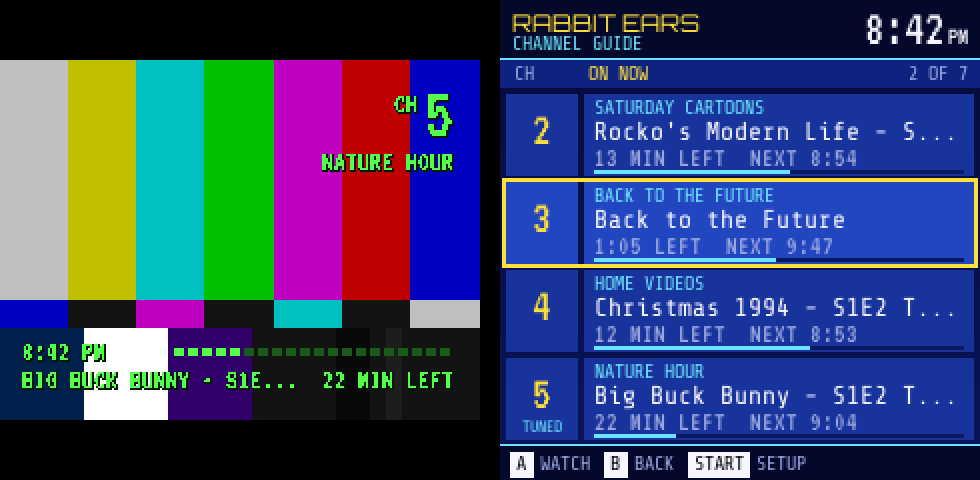 CH 5
NATURE HOUR
8:42 PM
BIG BUCK BUNNY - S1E... 22 MIN LEFT
RABBIT EARS
CHANNEL GUIDE
8:42 PM
CH ON NOW 2 OF 7
2
SATURDAY CARTOONS
Rocko's Modern Life - S...
13 MIN LEFT NEXT 8:54
3
BACK TO THE FUTURE
Back to the Future
1:05 LEFT NEXT 9:47
4
HOME VIDEOS
Christmas 1994 - S1E2 T...
12 MIN LEFT NEXT 8:53
5
TUNED
NATURE HOUR
Big Buck Bunny - S1E2 T...
22 MIN LEFT NEXT 9:04
A WATCH B BACK START SETUP